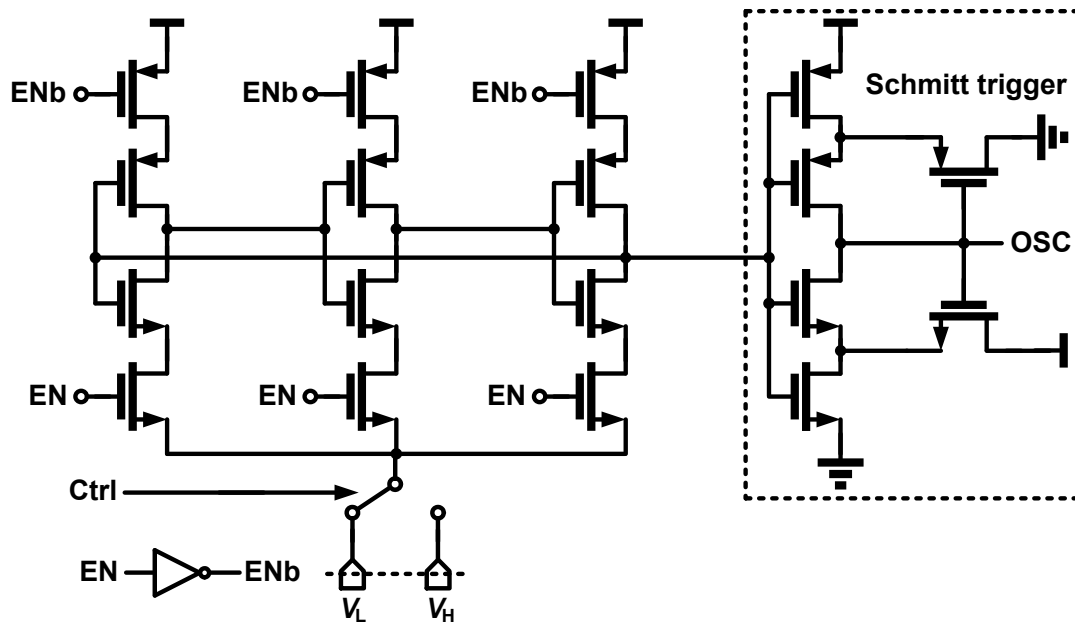 ENb
ENb
ENb
Schmitt trigger
OSC
EN
EN
EN
Ctrl
EN
ENb
VL
VH